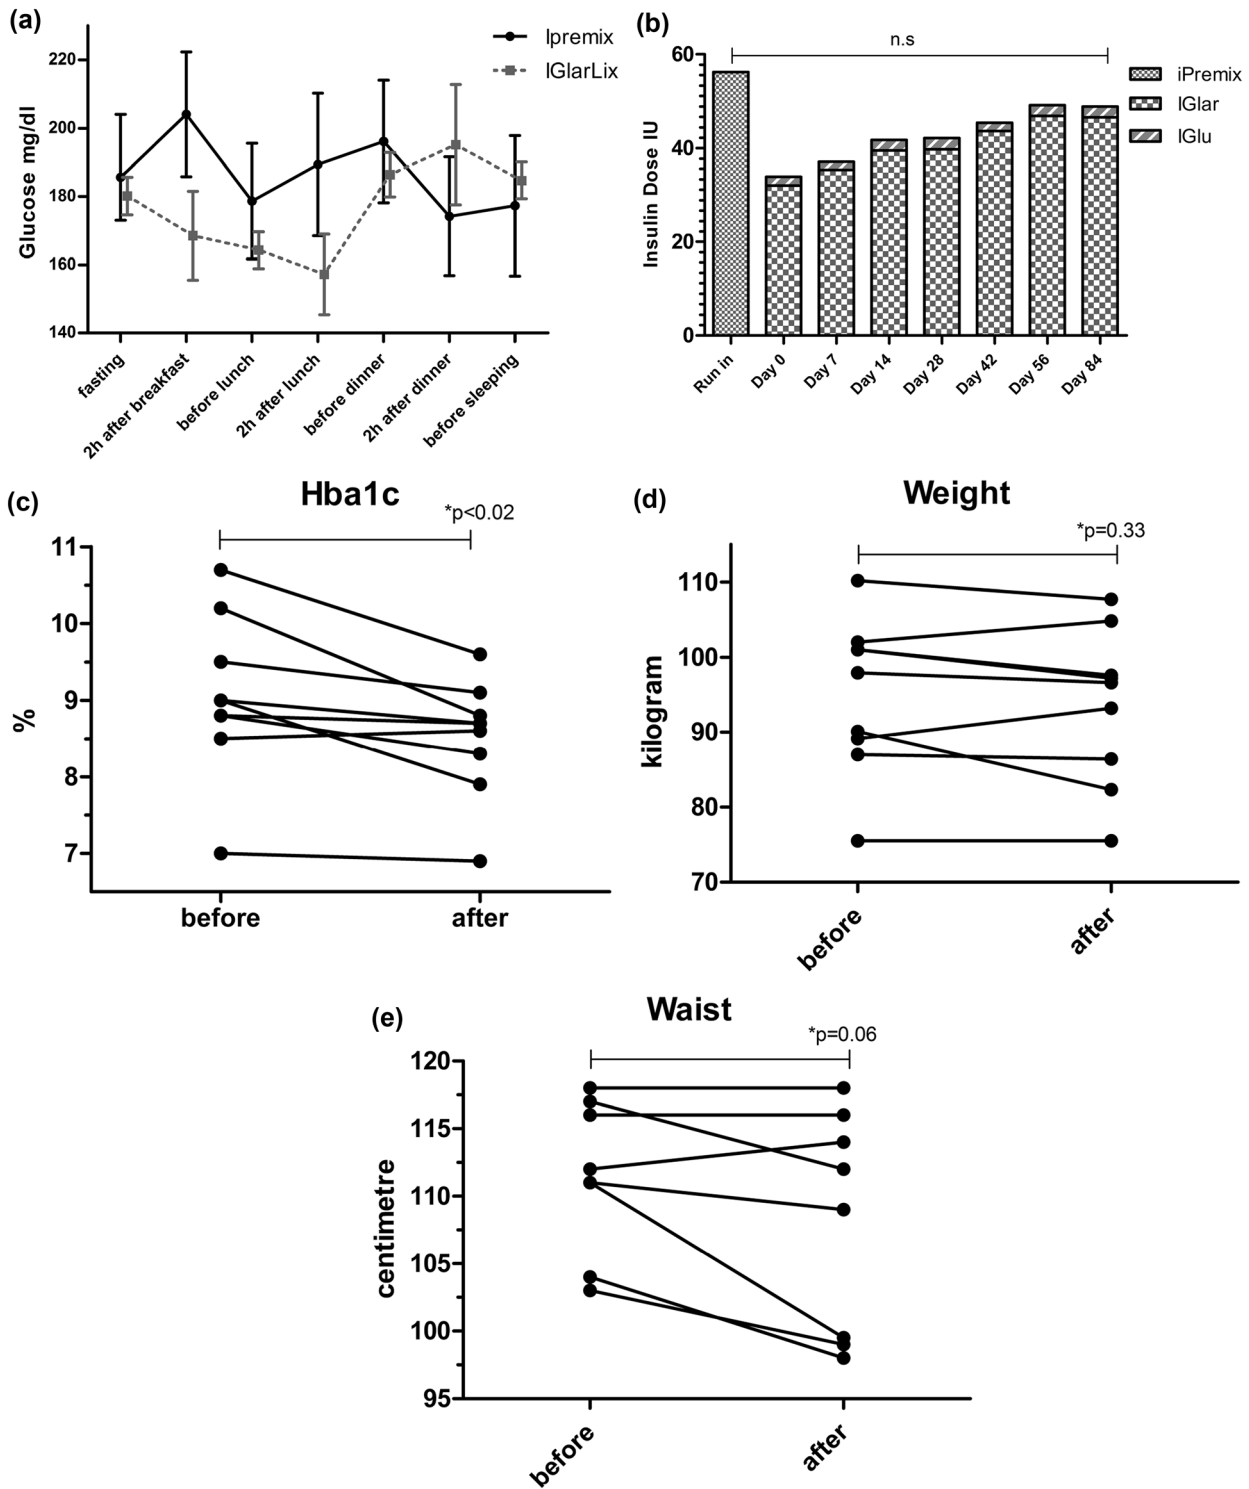 (a)
Ipremix
IGlarLix
Glucose mg/dl
220
200
180
160
140
fasting
2h after breakfast
before lunch
2h after lunch
before dinner
2h after dinner
before sleeping
(b)
n.s
iPremix
IGlar
IGlu
Insulin Dose IU
60
40
20
0
Run in
Day 0
Day 7
Day 14
Day 28
Day 42
Day 56
Day 84
(c)
Hba1c
*p<0.02
%
11
10
9
8
7
before
after
(d)
Weight
*p=0.33
kilogram
110
100
90
80
70
before
after
(e)
Waist
*p=0.06
centimetre
120
115
110
105
100
95
before
after